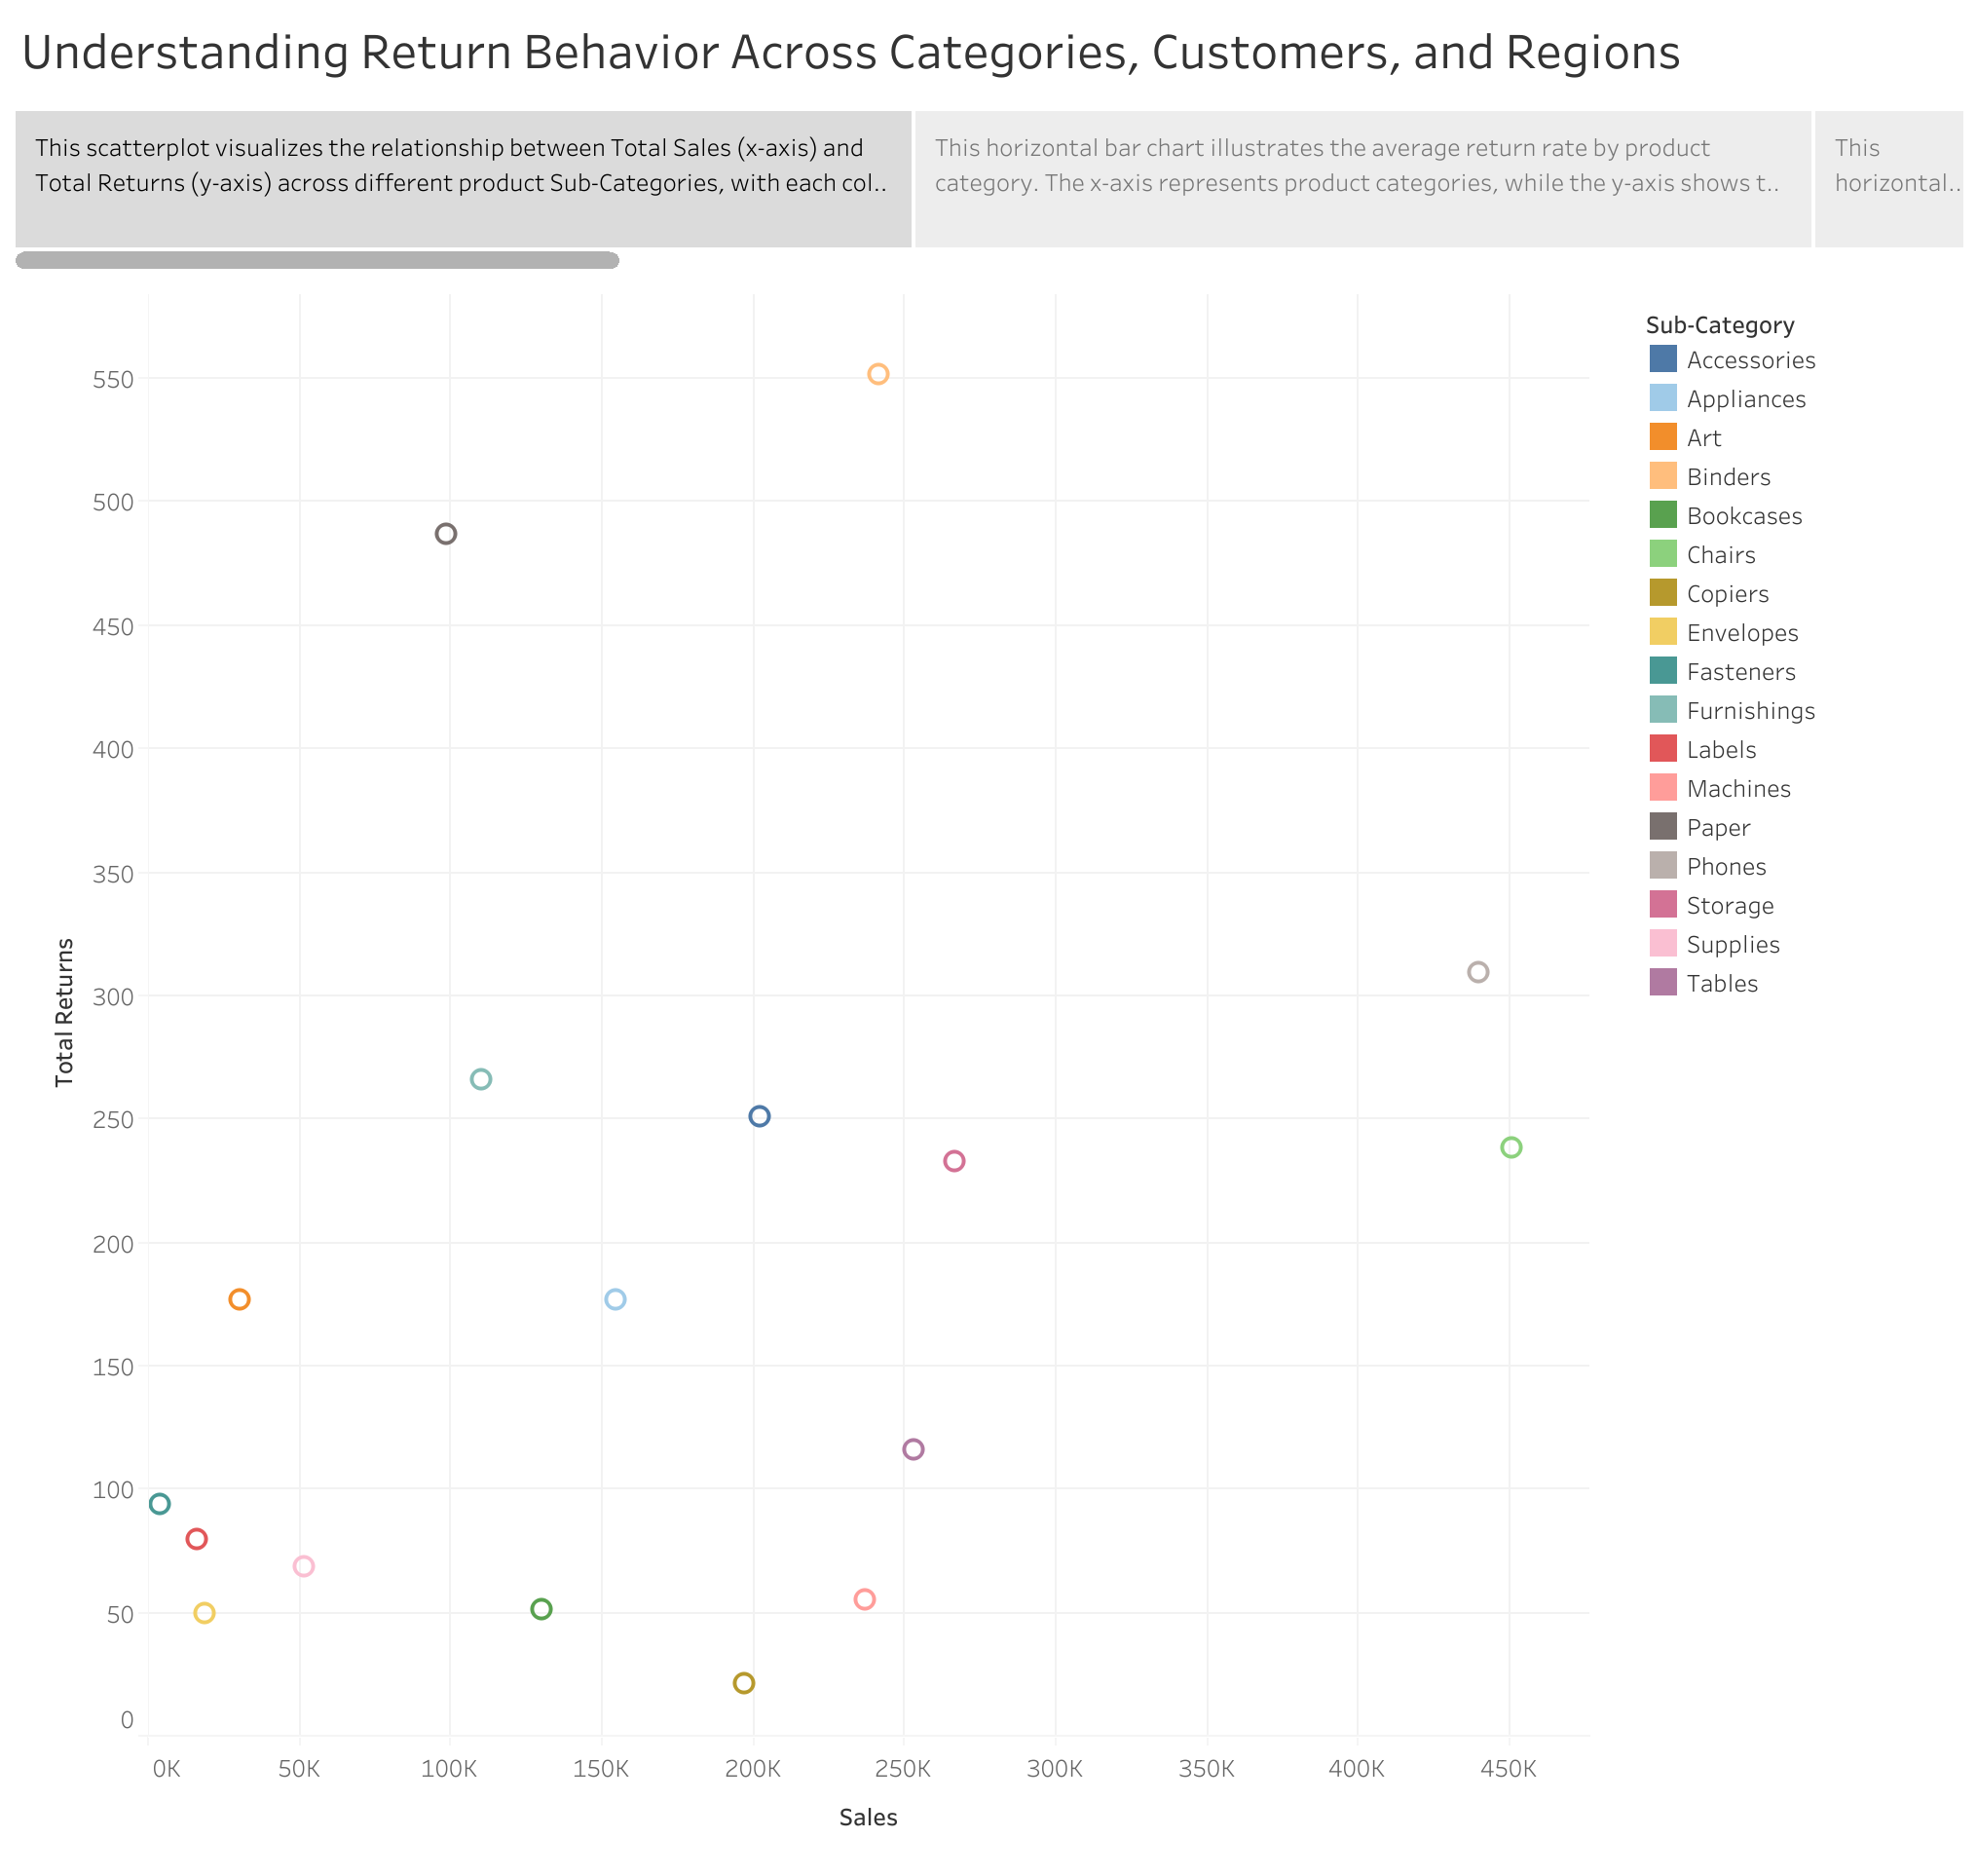 Understanding Return Behavior Across Categories, Customers, and Regions
This scatterplot visualizes the relationship between Total Sales (x-axis) and
Total Returns (y-axis) across different product Sub-Categories, with each col..
This horizontal bar chart illustrates the average return rate by product
category. The x-axis represents product categories, while the y-axis shows t..
This
horizontal..
Sub-Category
Accessories
Appliances
Art
Binders
Bookcases
Chairs
Copiers
Envelopes
Fasteners
Furnishings
Labels
Machines
Paper
Phones
Storage
Supplies
Tables
Total Returns
550
500
450
400
350
300
250
200
150
100
50
0
0K
50K
100K
150K
200K
250K
300K
350K
400K
450K
Sales